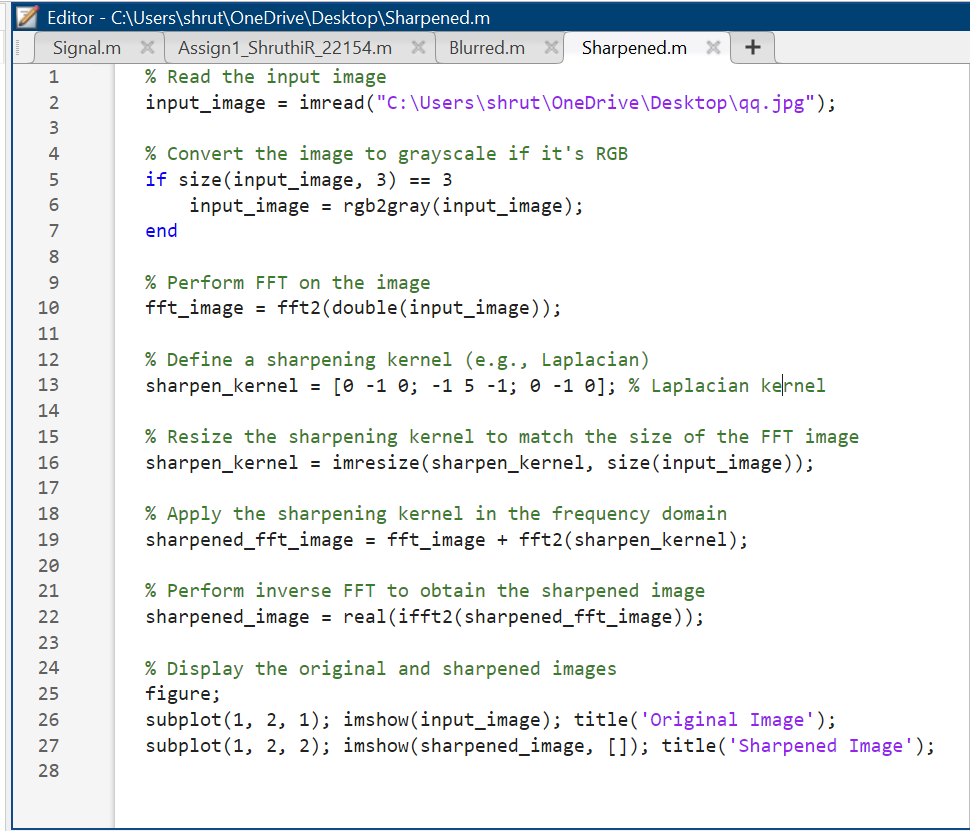 Editor - C:\Users\shrut\OneDrive\Desktop\Sharpened.m
Signal.m Assign1_ShruthiR_22154.m Blurred.m Sharpened.m
1 % Read the input image
2 input_image = imread("C:\Users\shrut\OneDrive\Desktop\qq.jpg");
3
4 % Convert the image to grayscale if it's RGB
5 if size(input_image, 3) == 3
6 input_image = rgb2gray(input_image);
7 end
8
9 % Perform FFT on the image
10 fft_image = fft2(double(input_image));
11
12 % Define a sharpening kernel (e.g., Laplacian)
13 sharpen_kernel = [0 -1 0; -1 5 -1; 0 -1 0]; % Laplacian kernel
14
15 % Resize the sharpening kernel to match the size of the FFT image
16 sharpen_kernel = imresize(sharpen_kernel, size(input_image));
17
18 % Apply the sharpening kernel in the frequency domain
19 sharpened_fft_image = fft_image + fft2(sharpen_kernel);
20
21 % Perform inverse FFT to obtain the sharpened image
22 sharpened_image = real(ifft2(sharpened_fft_image));
23
24 % Display the original and sharpened images
25 figure;
26 subplot(1, 2, 1); imshow(input_image); title('Original Image');
27 subplot(1, 2, 2); imshow(sharpened_image, []); title('Sharpened Image');
28